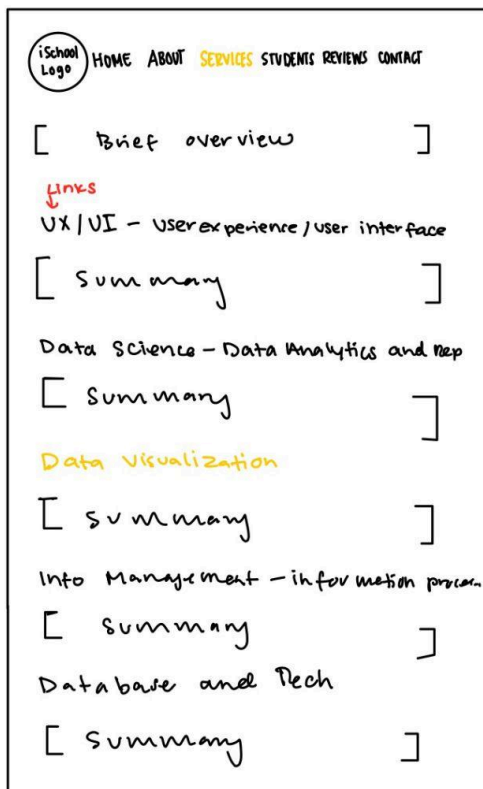 iSchool
Logo
HOME ABOUT SERVICES STUDENTS REVIEWS CONTACT
[ Brief overview ]
Links
UX/UI - User experience/user interface
[ Summary ]
Data Science - Data Analytics and Rep
[ Summary ]
Data Visualization
[ Summary ]
Info Management - information
[ Summary ]
Database and Tech
[ Summary ]